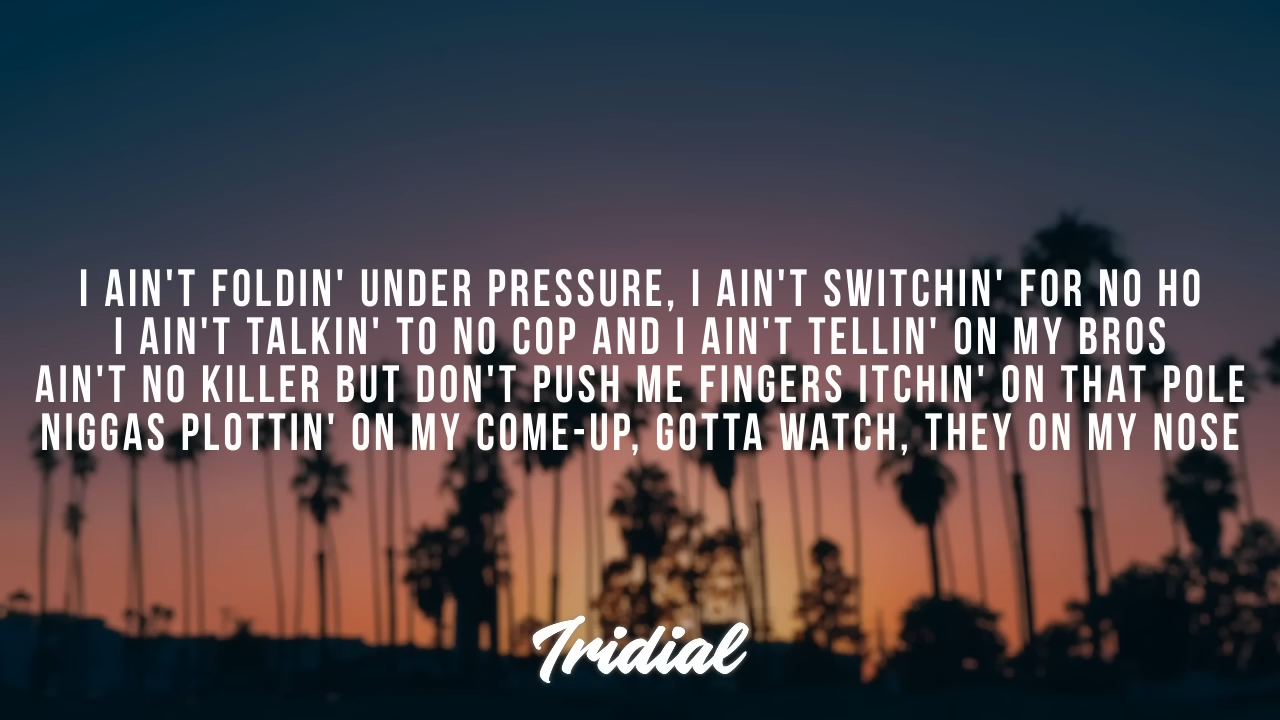 I AIN'T FOLDIN' UNDER PRESSURE, I AIN'T SWITCHIN' FOR NO HO
I AIN'T TALKIN' TO NO COP AND I AIN'T TELLIN' ON MY BROS
AIN'T NO KILLER BUT DON'T PUSH ME FINGERS ITCHIN' ON THAT POLE
NIGGAS PLOTTIN' ON MY COME-UP, GOTTA WATCH, THEY ON MY NOSE
Iridial